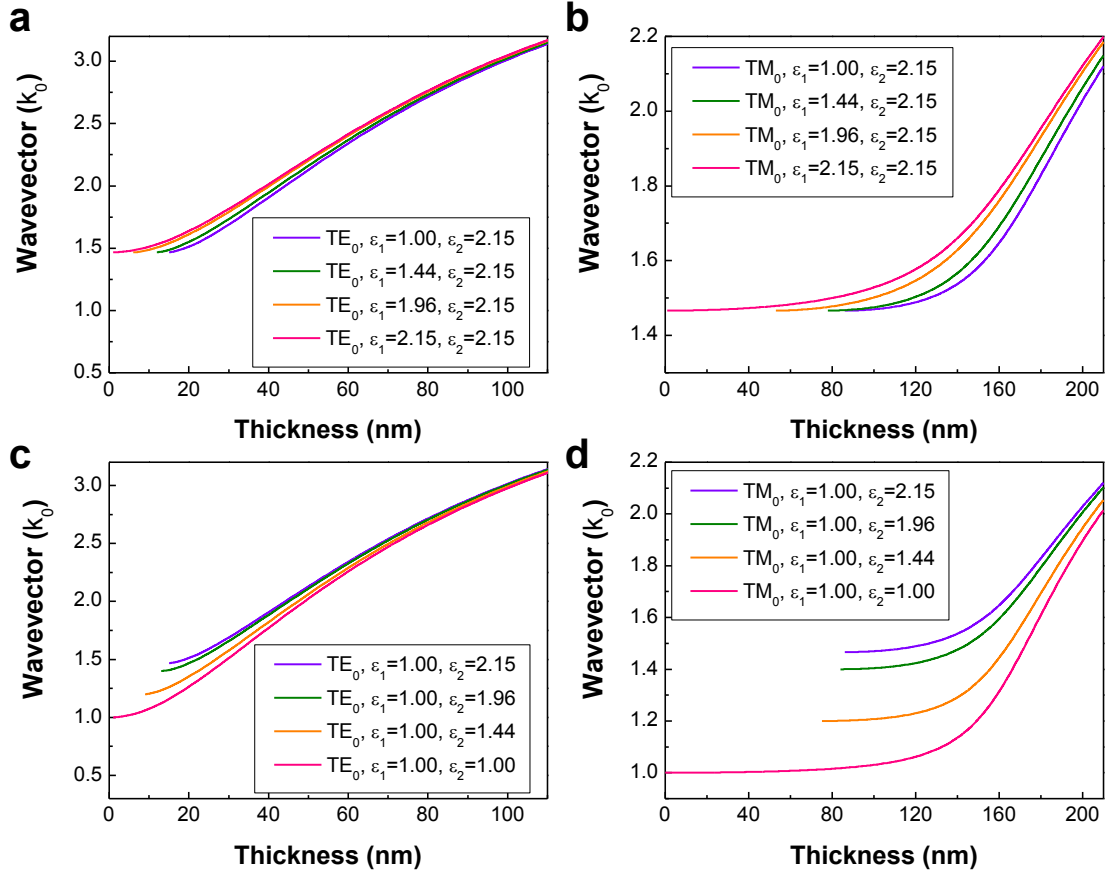 a
Wavevector (k₀)
3.0
2.5
2.0
1.5
1.0
0.5
TE₀, ε₁=1.00, ε₂=2.15
TE₀, ε₁=1.44, ε₂=2.15
TE₀, ε₁=1.96, ε₂=2.15
TE₀, ε₁=2.15, ε₂=2.15
0 20 40 60 80 100
Thickness (nm)
b
Wavevector (k₀)
2.2
2.0
1.8
1.6
1.4
TM₀, ε₁=1.00, ε₂=2.15
TM₀, ε₁=1.44, ε₂=2.15
TM₀, ε₁=1.96, ε₂=2.15
TM₀, ε₁=2.15, ε₂=2.15
0 40 80 120 160 200
Thickness (nm)
c
Wavevector (k₀)
3.0
2.5
2.0
1.5
1.0
0.5
TE₀, ε₁=1.00, ε₂=2.15
TE₀, ε₁=1.00, ε₂=1.96
TE₀, ε₁=1.00, ε₂=1.44
TE₀, ε₁=1.00, ε₂=1.00
0 20 40 60 80 100
Thickness (nm)
d
Wavevector (k₀)
2.2
2.0
1.8
1.6
1.4
1.2
1.0
TM₀, ε₁=1.00, ε₂=2.15
TM₀, ε₁=1.00, ε₂=1.96
TM₀, ε₁=1.00, ε₂=1.44
TM₀, ε₁=1.00, ε₂=1.00
0 40 80 120 160 200
Thickness (nm)